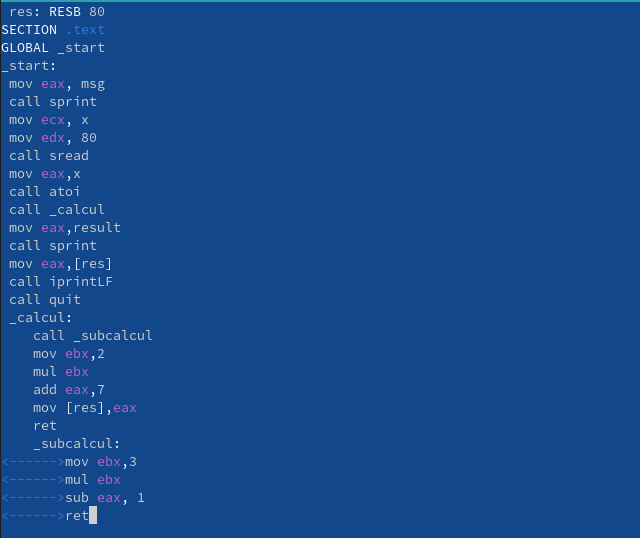 res: RESB 80
SECTION .text
GLOBAL _start
_start:
mov eax, msg
call sprint
mov ecx, x
mov edx, 80
call sread
mov eax,x
call atoi
call _calcul
mov eax,result
call sprint
mov eax,[res]
call iprintLF
call quit
_calcul:
call _subcalcul
mov ebx,2
mul ebx
add eax,7
mov [res],eax
ret
_subcalcul:
<------>mov ebx,3
<------>mul ebx
<------>sub eax, 1
<------>ret